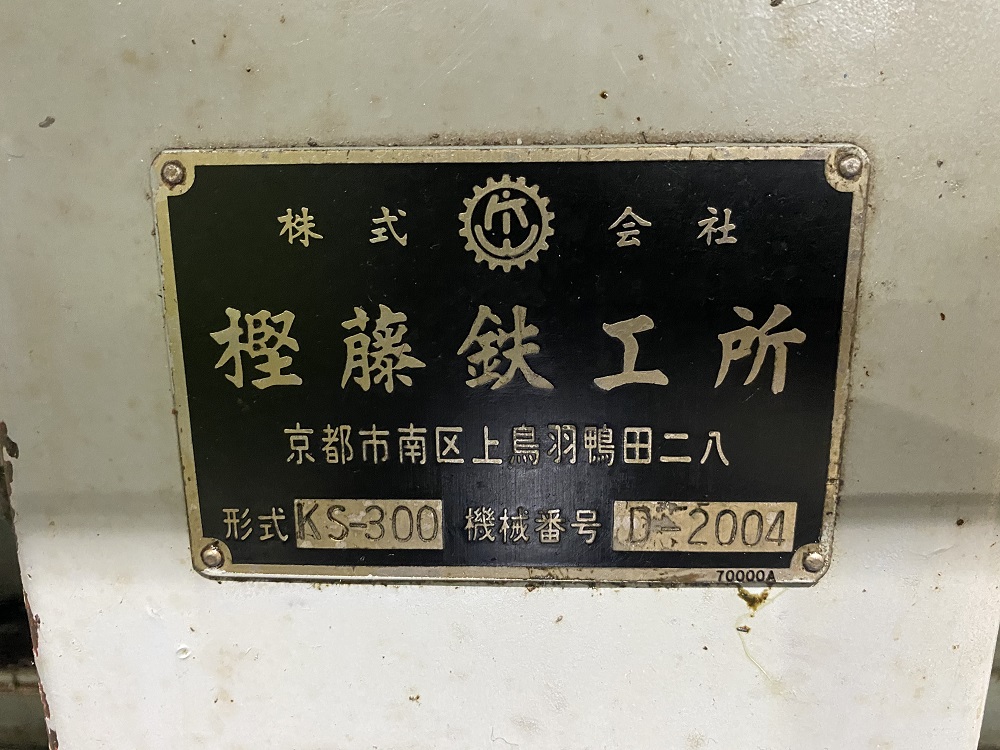 株式会社
樫藤鉄工所
京都市南区上鳥羽鴨田二八
形式 KS-300 機械番号 D-2004
70000A